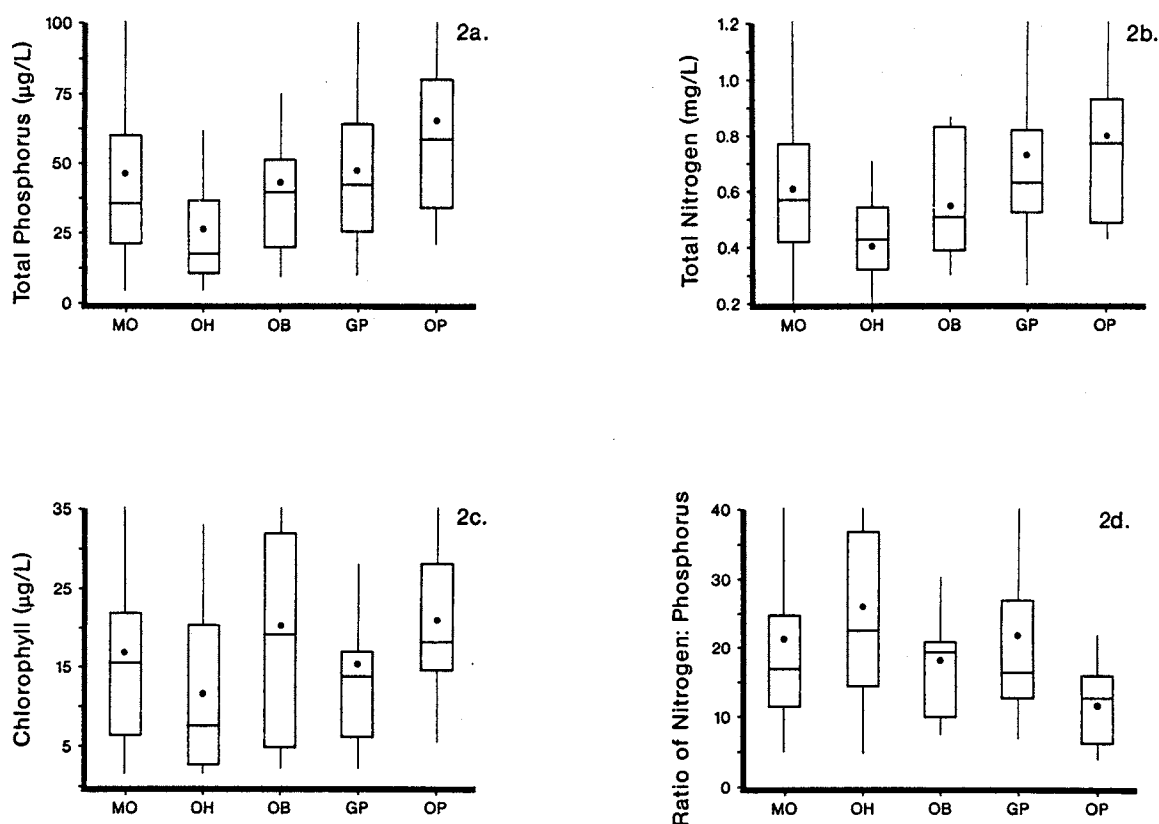 2a.
Total Phosphorus (µg/L)
100
75
50
25
0
MO OH OB GP OP
2b.
Total Nitrogen (mg/L)
1.2
1.0
0.8
0.6
0.4
0.2
MO OH OB GP OP
2c.
Chlorophyll (µg/L)
35
25
15
5
MO OH OB GP OP
2d.
Ratio of Nitrogen: Phosphorus
40
30
20
10
0
MO OH OB GP OP